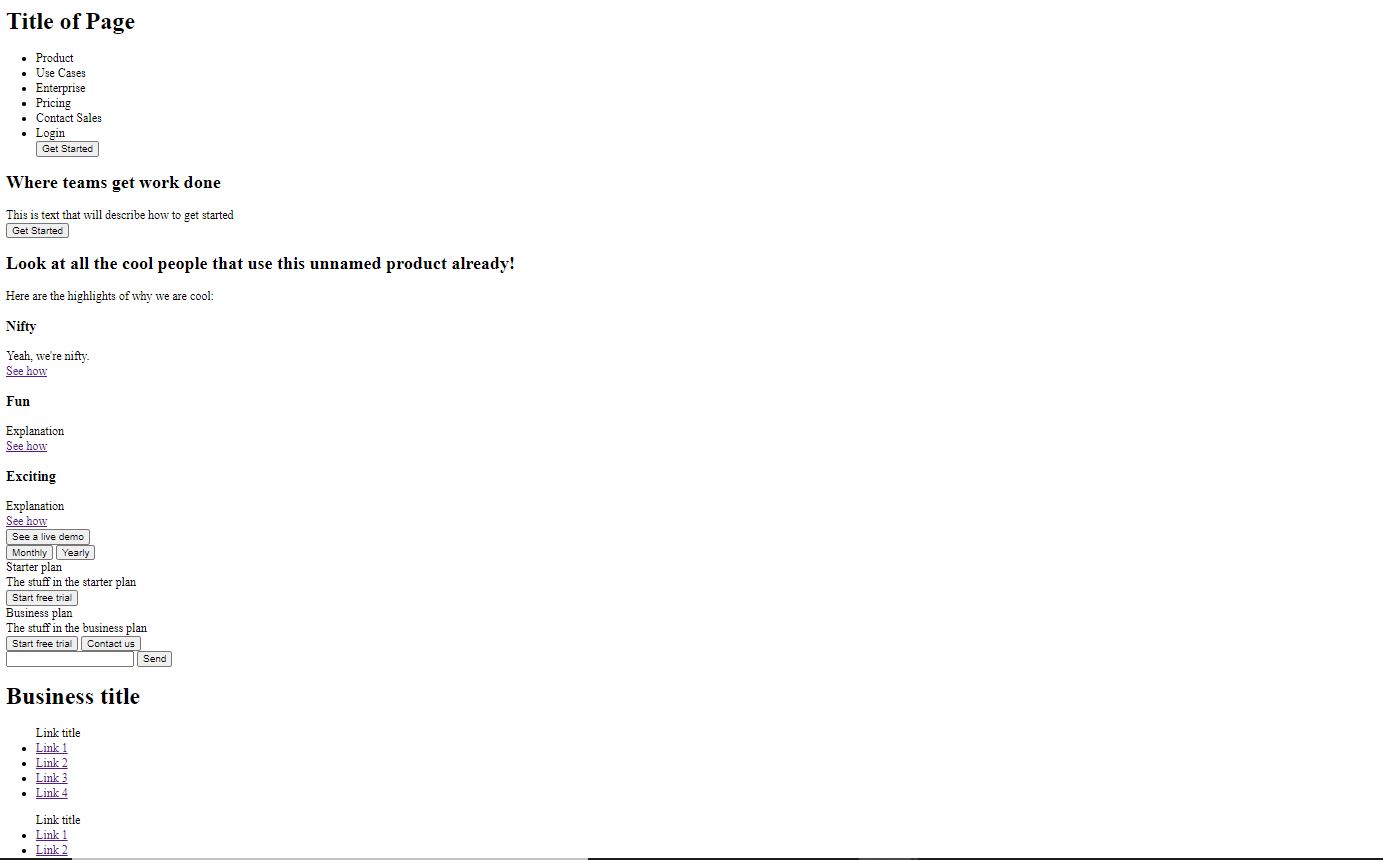 Title of Page
Product
Use Cases
Enterprise
Pricing
Contact Sales
Login
Get Started
Where teams get work done
This is text that will describe how to get started
Get Started
Look at all the cool people that use this unnamed product already!
Here are the highlights of why we are cool:
Nifty
Yeah, we're nifty.
See how
Fun
Explanation
See how
Exciting
Explanation
See how
See a live demo
Monthly Yearly
Starter plan
The stuff in the starter plan
Start free trial
Business plan
The stuff in the business plan
Start free trial Contact us
Send
Business title
Link title
Link 1
Link 2
Link 3
Link 4
Link title
Link 1
Link 2